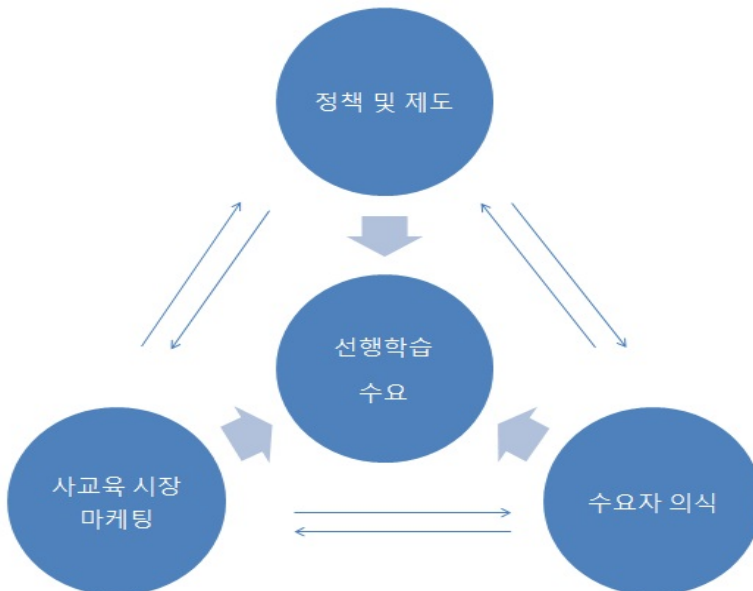 정책 및 제도
선행학습
수요
사교육 시장
마케팅
수요자 의식